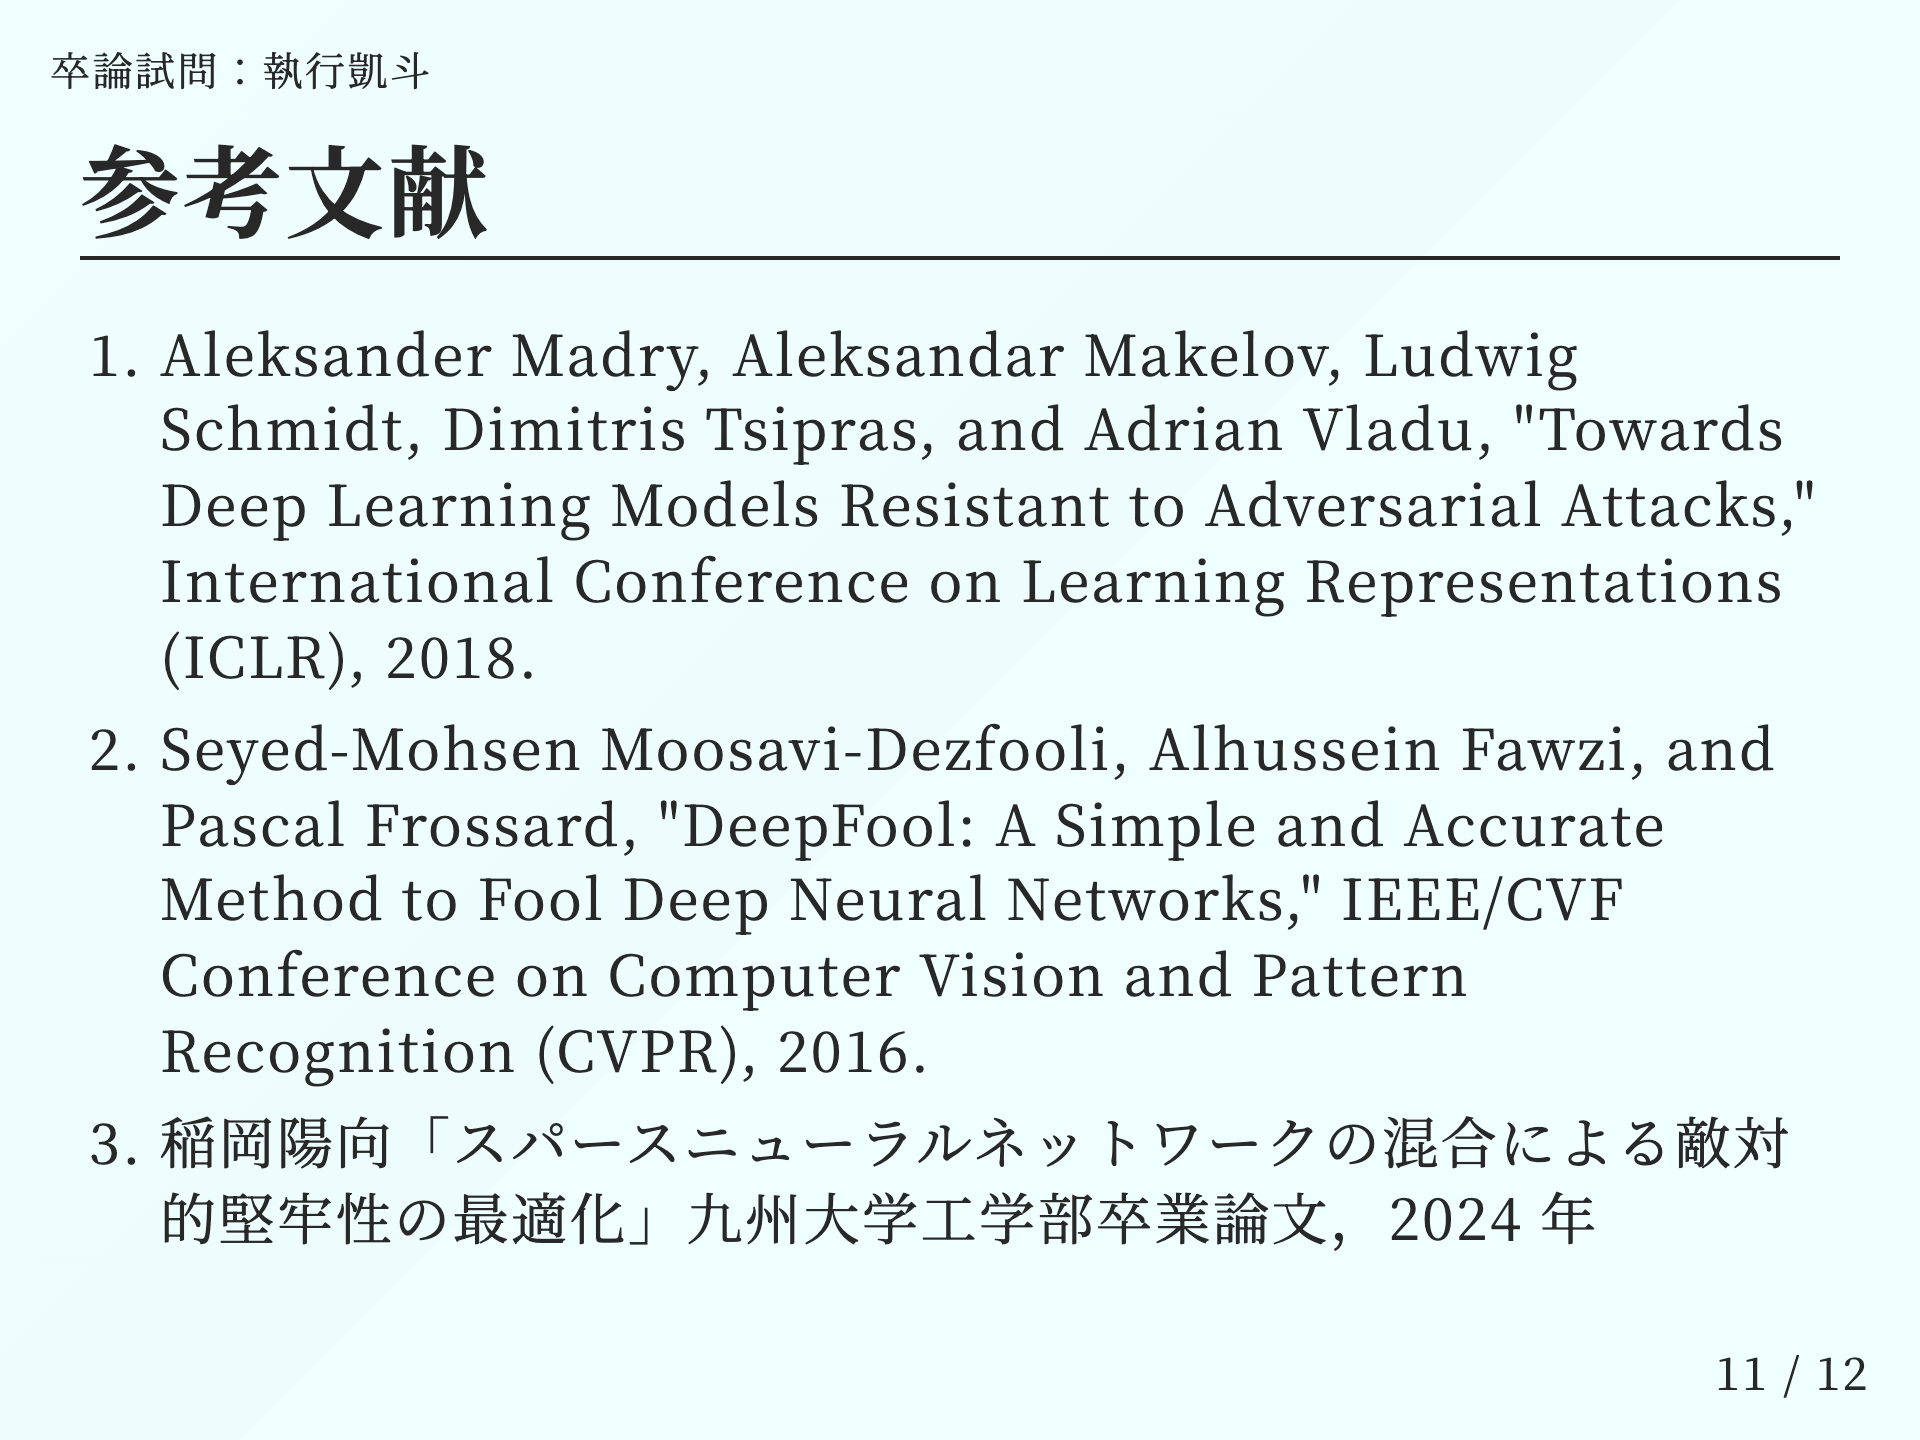 卒論試問：執行凱斗
参考文献
1. Aleksander Madry, Aleksandar Makelov, Ludwig
Schmidt, Dimitris Tsipras, and Adrian Vladu, "Towards
Deep Learning Models Resistant to Adversarial Attacks,"
International Conference on Learning Representations
(ICLR), 2018.
2. Seyed-Mohsen Moosavi-Dezfooli, Alhussein Fawzi, and
Pascal Frossard, "DeepFool: A Simple and Accurate
Method to Fool Deep Neural Networks," IEEE/CVF
Conference on Computer Vision and Pattern
Recognition (CVPR), 2016.
3. 稲岡陽向「スパースニューラルネットワークの混合による敵対
的堅牢性の最適化」九州大学工学部卒業論文，2024 年
11 / 12